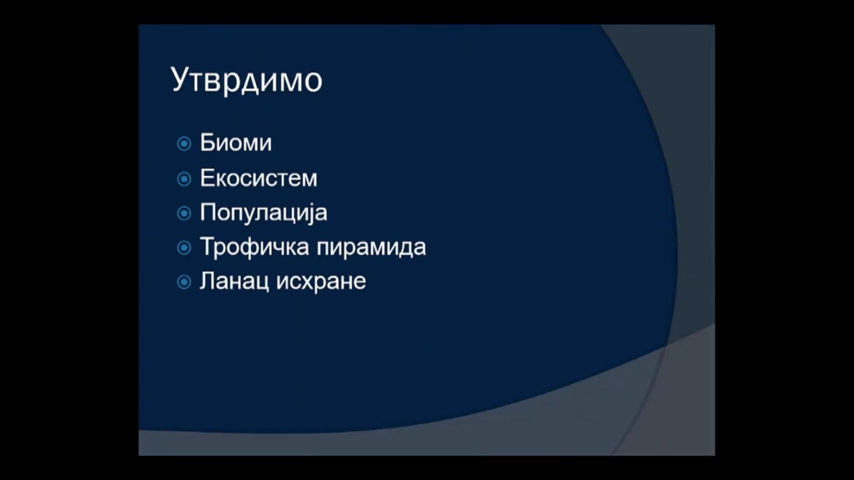 Утврдимо
Биоми
Екосистем
Популација
Трофичка пирамида
Ланац исхране